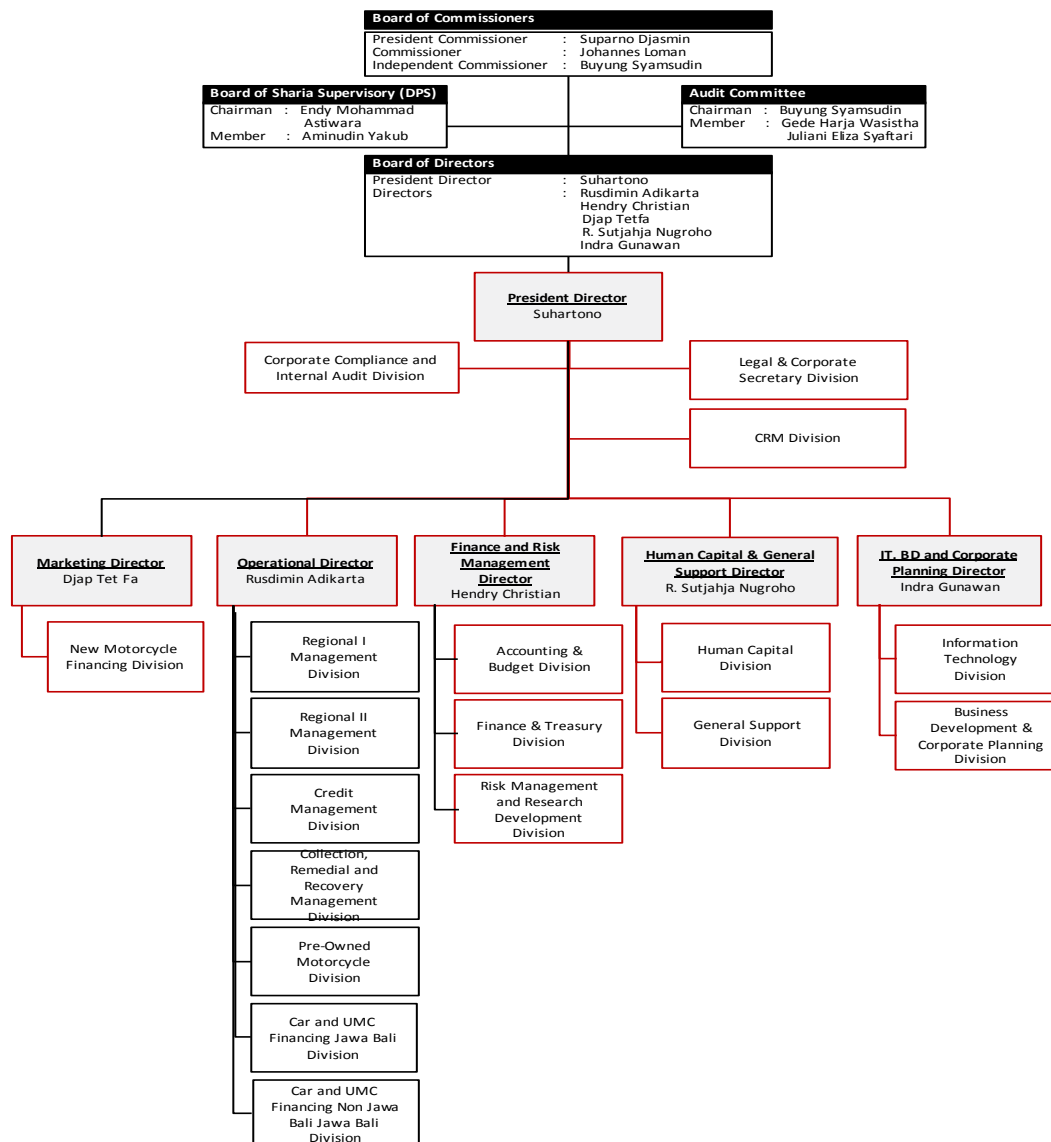 Board of Commissioners
President Commissioner : Suparno Djasmin
Commissioner : Johannes Loman
Independent Commissioner : Buyung Syamsudin
Board of Sharia Supervisory (DPS)
Chairman : Endy Mohammad
Astiwara
Member : Aminudin Yakub
Audit Committee
Chairman : Buyung Syamsudin
Member : Gede Harja Wasistha
Juliani Eliza Syaftari
Board of Directors
President Director : Suhartono
Directors : Rusdimin Adikarta
Hendry Christian
Djap Tetfa
R. Sutjahja Nugroho
Indra Gunawan
President Director
Suhartono
Corporate Compliance and
Internal Audit Division
Legal & Corporate
Secretary Division
CRM Division
Marketing Director
Djap Tet Fa
Operational Director
Rusdimin Adikarta
Finance and Risk
Management
Director
Hendry Christian
Human Capital & General
Support Director
R. Sutjahja Nugroho
IT. BD and Corporate
Planning Director
Indra Gunawan
New Motorcycle
Financing Division
Regional I
Management
Division
Regional II
Management
Division
Credit
Management
Division
Collection,
Remedial and
Recovery
Management
Division
Pre-Owned
Motorcycle
Division
Car and UMC
Financing Jawa Bali
Division
Car and UMC
Financing Non Jawa
Bali Jawa Bali
Division
Accounting &
Budget Division
Finance & Treasury
Division
Risk Management
and Research
Development
Division
Human Capital
Division
General Support
Division
Information
Technology
Division
Business
Development &
Corporate Planning
Division